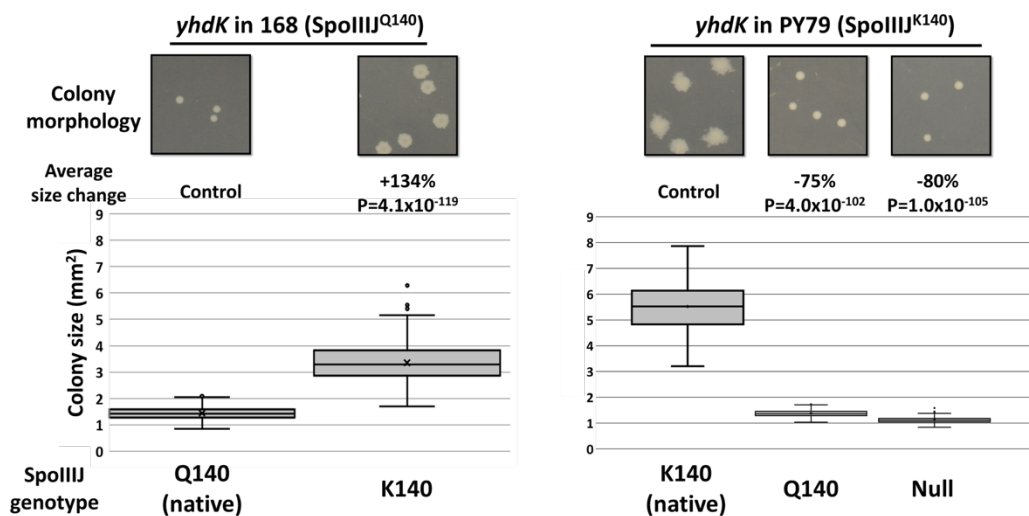 yhdK in 168 (SpoIIIJQ140)
yhdK in PY79 (SpoIIIJK140)
Colony
morphology
Average
size change
Control
+134%
P=4.1x10-119
Control
-75%
P=4.0x10-102
-80%
P=1.0x10-105
Colony size (mm2)
9
8
7
6
5
4
3
2
1
0
9
8
7
6
5
4
3
2
1
0
SpoIIIJ
genotype
Q140
(native)
K140
K140
(native)
Q140
Null